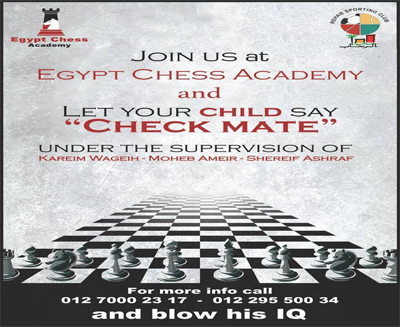 Egypt Chess
Academy
SPORTING CLUB
Join us at
Egypt Chess Academy
and
Let your child say
“Check mate”
under the supervision of
Kareim Wageih - Moheb Ameir - Shereif Ashraf
For more info call
012 7000 23 17 - 012 295 500 34
and blow his IQ